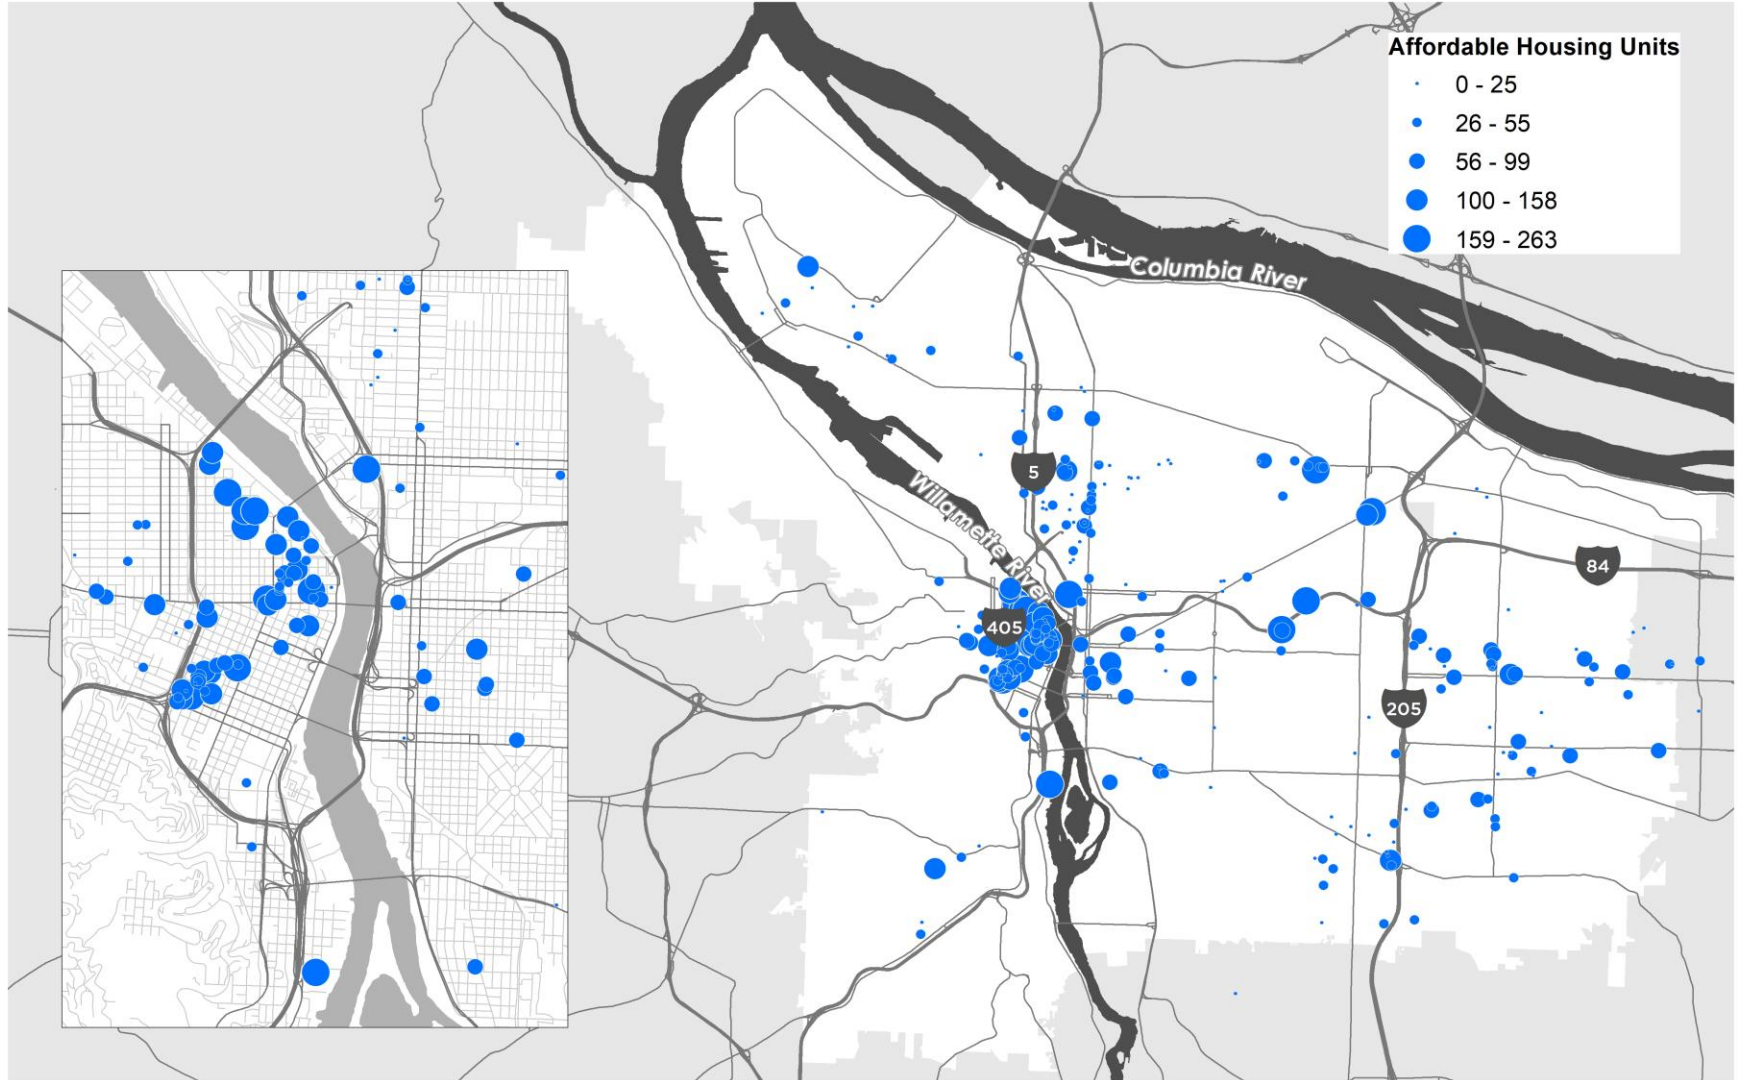 Affordable Housing Units
0 - 25
26 - 55
56 - 99
100 - 158
159 - 263
Columbia River
5
Willamette River
84
405
205